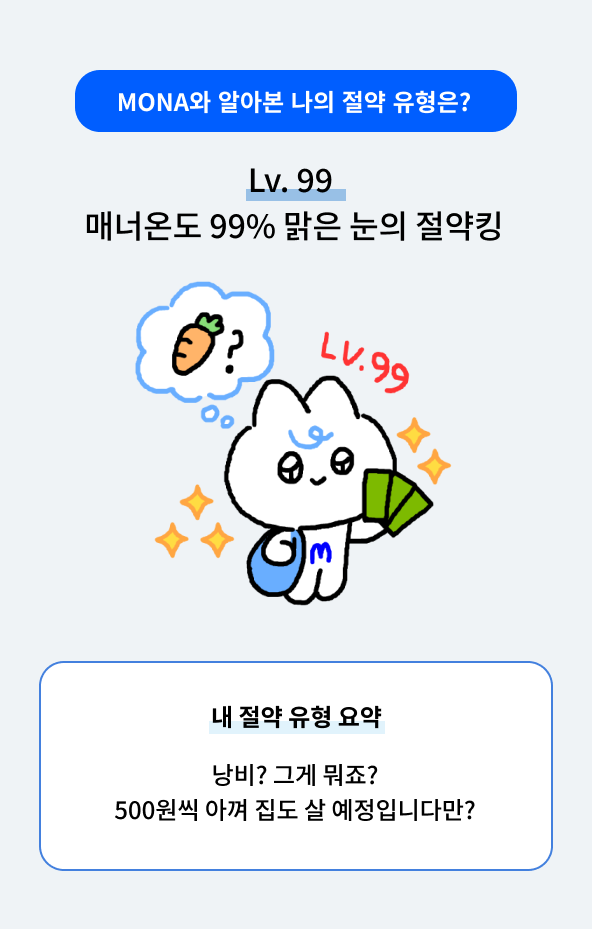 MONA와 알아본 나의 절약 유형은?
Lv. 99
매너온도 99% 맑은 눈의 절약킹
?
LV.99
m
내 절약 유형 요약
낭비? 그게 뭐죠?
500원씩 아껴 집도 살 예정입니다만?